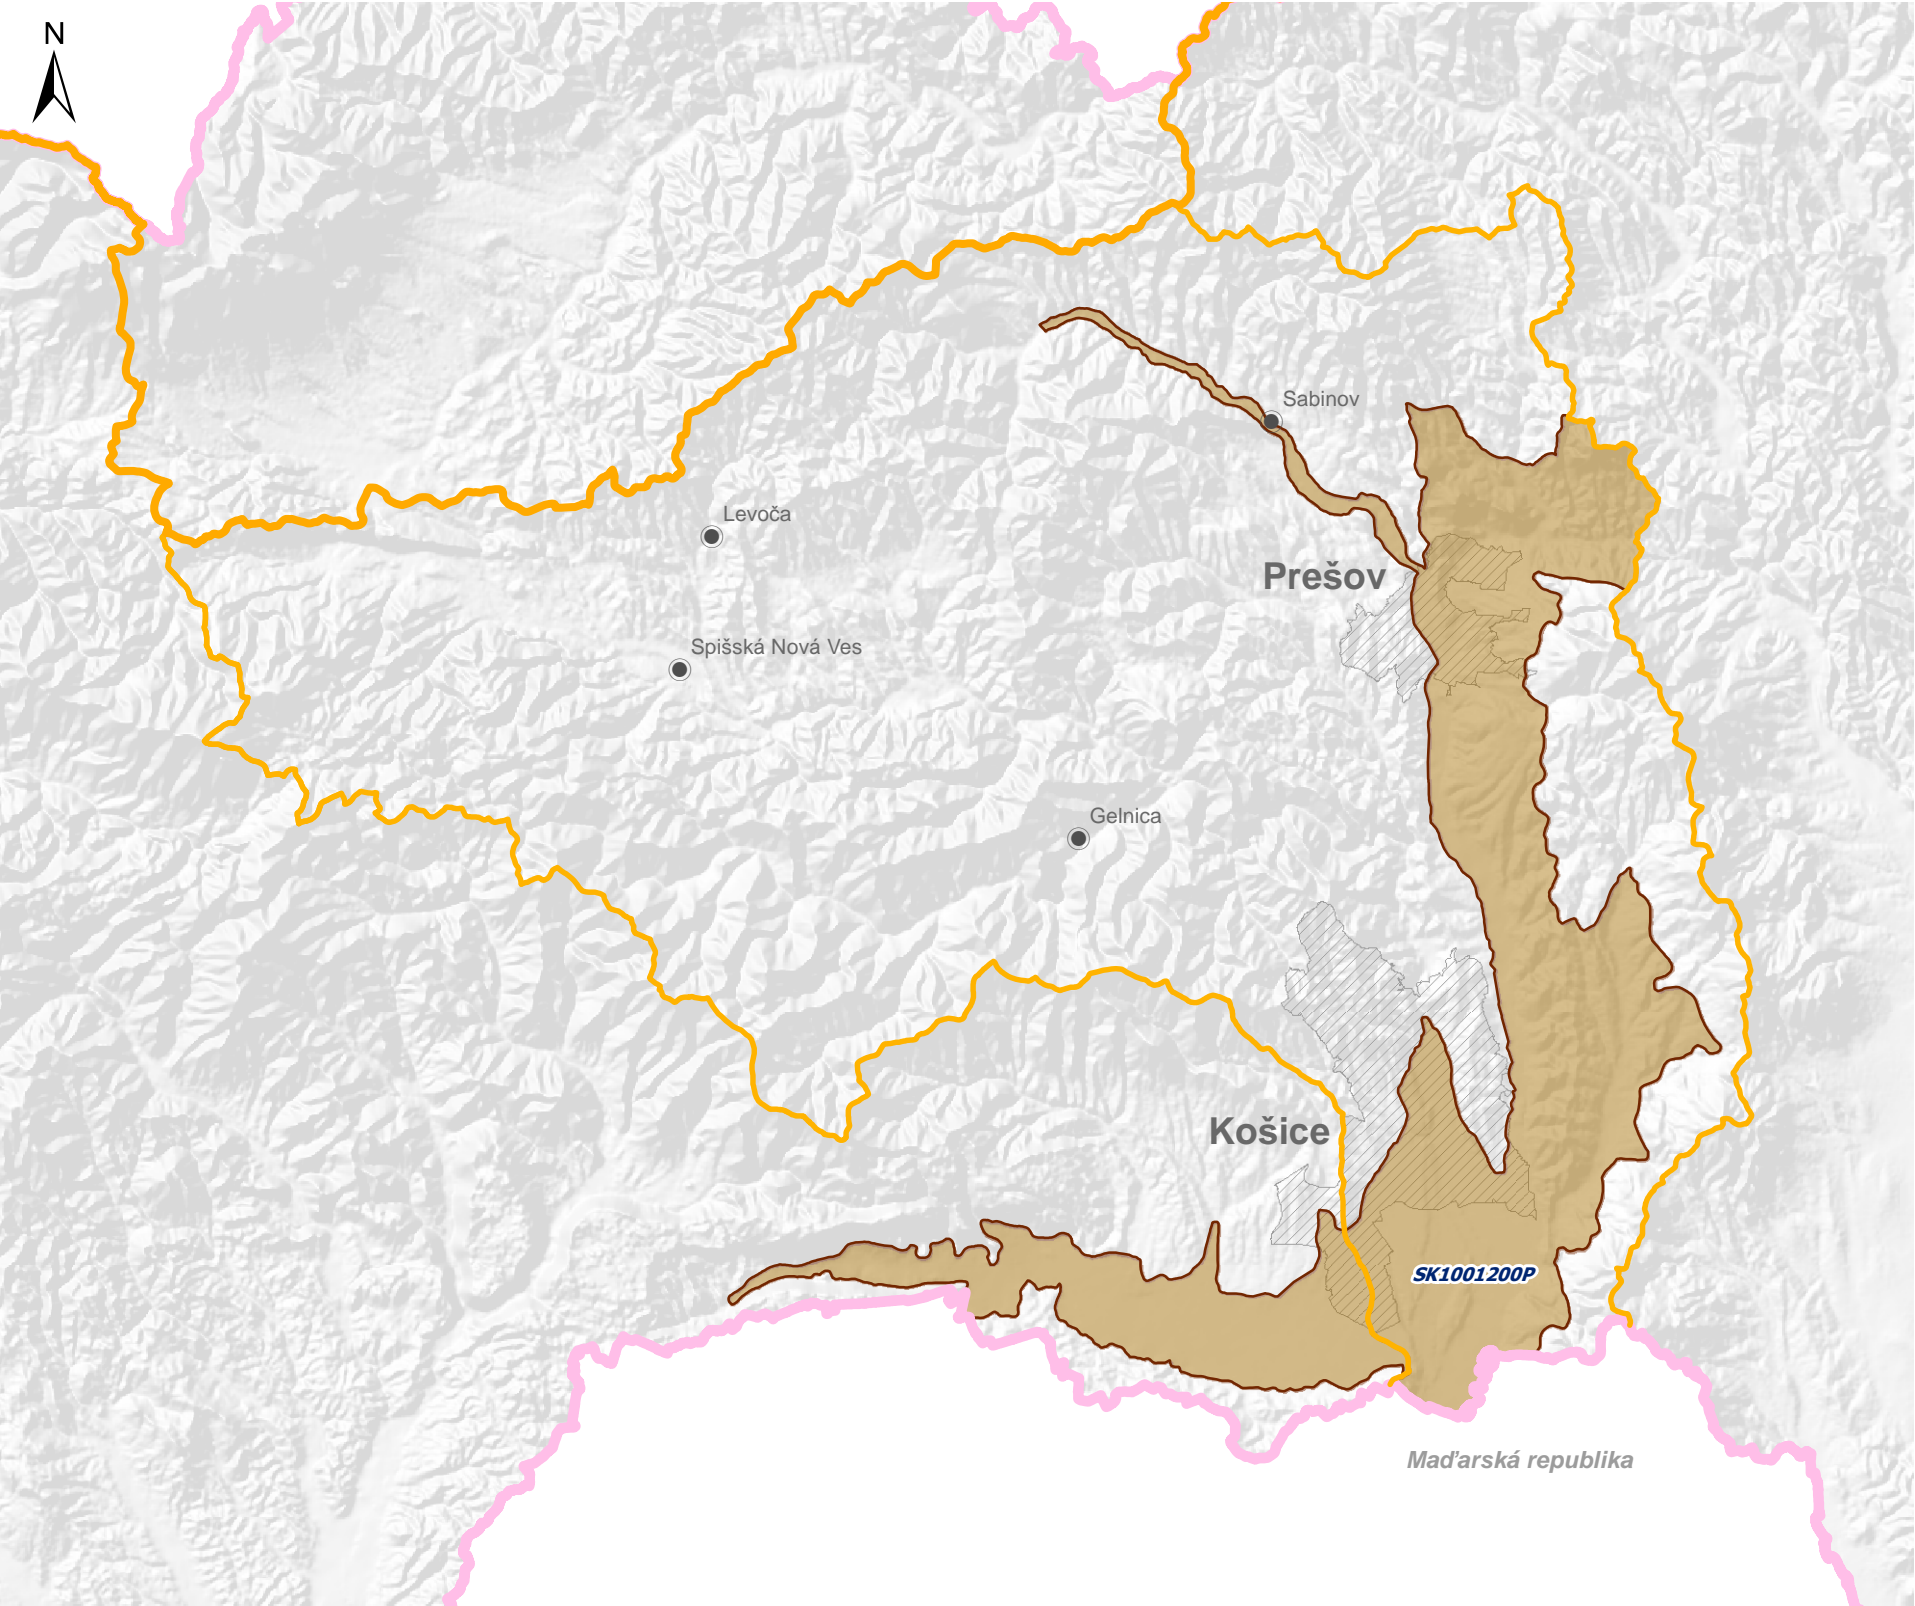 N
Sabinov
Levoča
Prešov
Spišská Nová Ves
Gelnica
Košice
SK1001200P
Maďarská republika